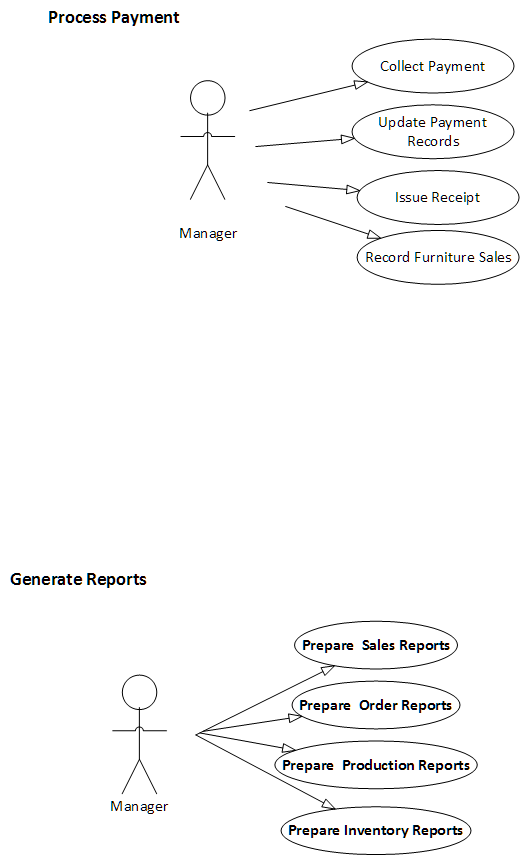 Process Payment
Collect Payment
Update Payment
Records
Issue Receipt
Manager
Record Furniture Sales
Generate Reports
Prepare  Sales Reports
Prepare  Order Reports
Prepare  Production Reports
Manager
Prepare Inventory Reports